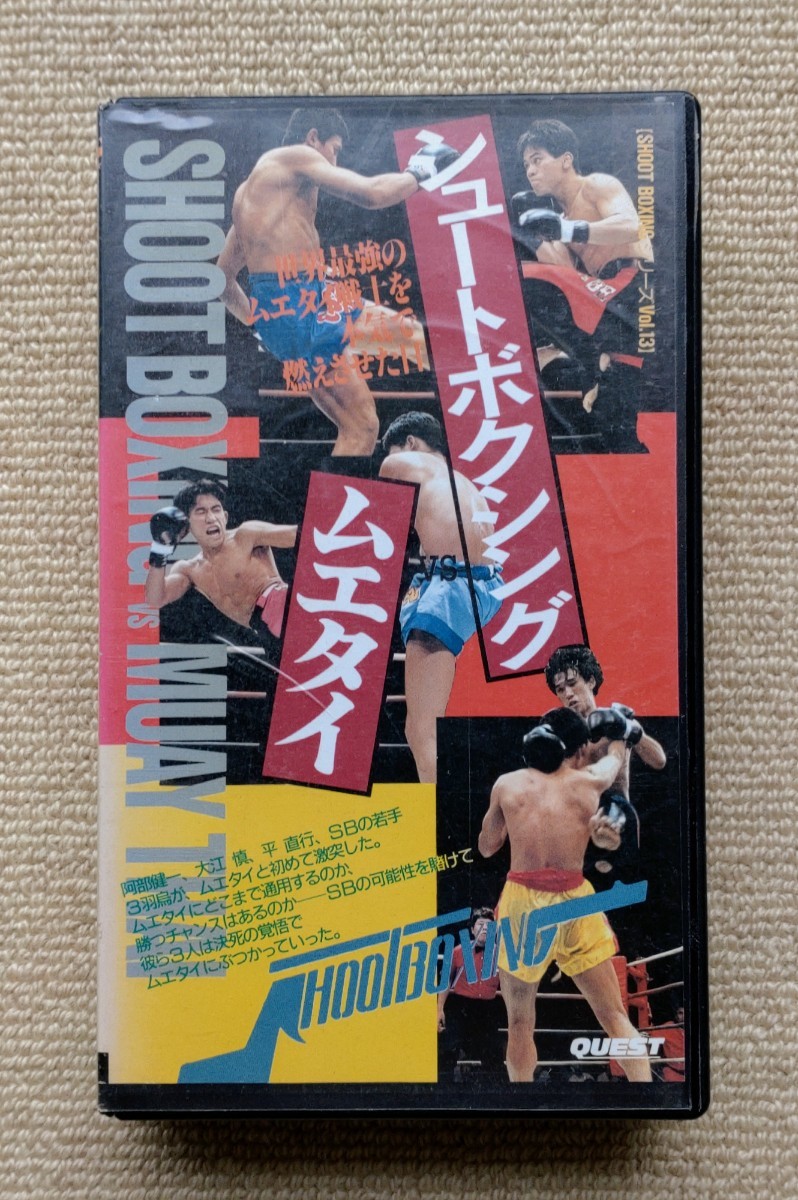 SHOOT BOXING VS MUAY
[SHOOT BOXING リーズ Vol.13]
シュートボクシング
VS
ムエタイ
世界最強の
ムエタイ戦士を
本気で
燃えさせた日
阿部健一、大江 慎、平 直行、SBの若手
3羽烏が、ムエタイと初めて激突した。
ムエタイにどこまで通用するのか、
勝つチャンスはあるのか——SBの可能性を賭けて
彼ら3人は決死の覚悟で
ムエタイにぶつかっていった。
SHOOTBOXING
QUEST